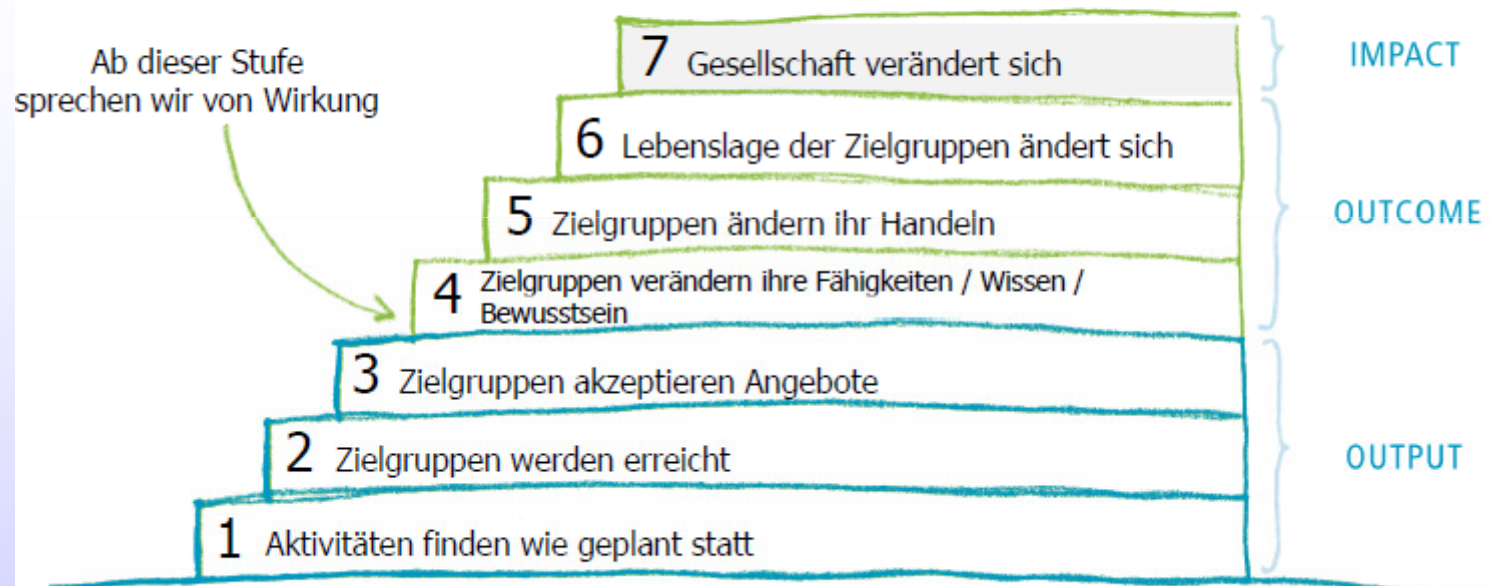 Ab dieser Stufe
sprechen wir von Wirkung
7 Gesellschaft verändert sich
IMPACT
6 Lebenslage der Zielgruppen ändert sich
5 Zielgruppen ändern ihr Handeln
OUTCOME
4 Zielgruppen verändern ihre Fähigkeiten / Wissen /
Bewusstsein
3 Zielgruppen akzeptieren Angebote
2 Zielgruppen werden erreicht
OUTPUT
1 Aktivitäten finden wie geplant statt